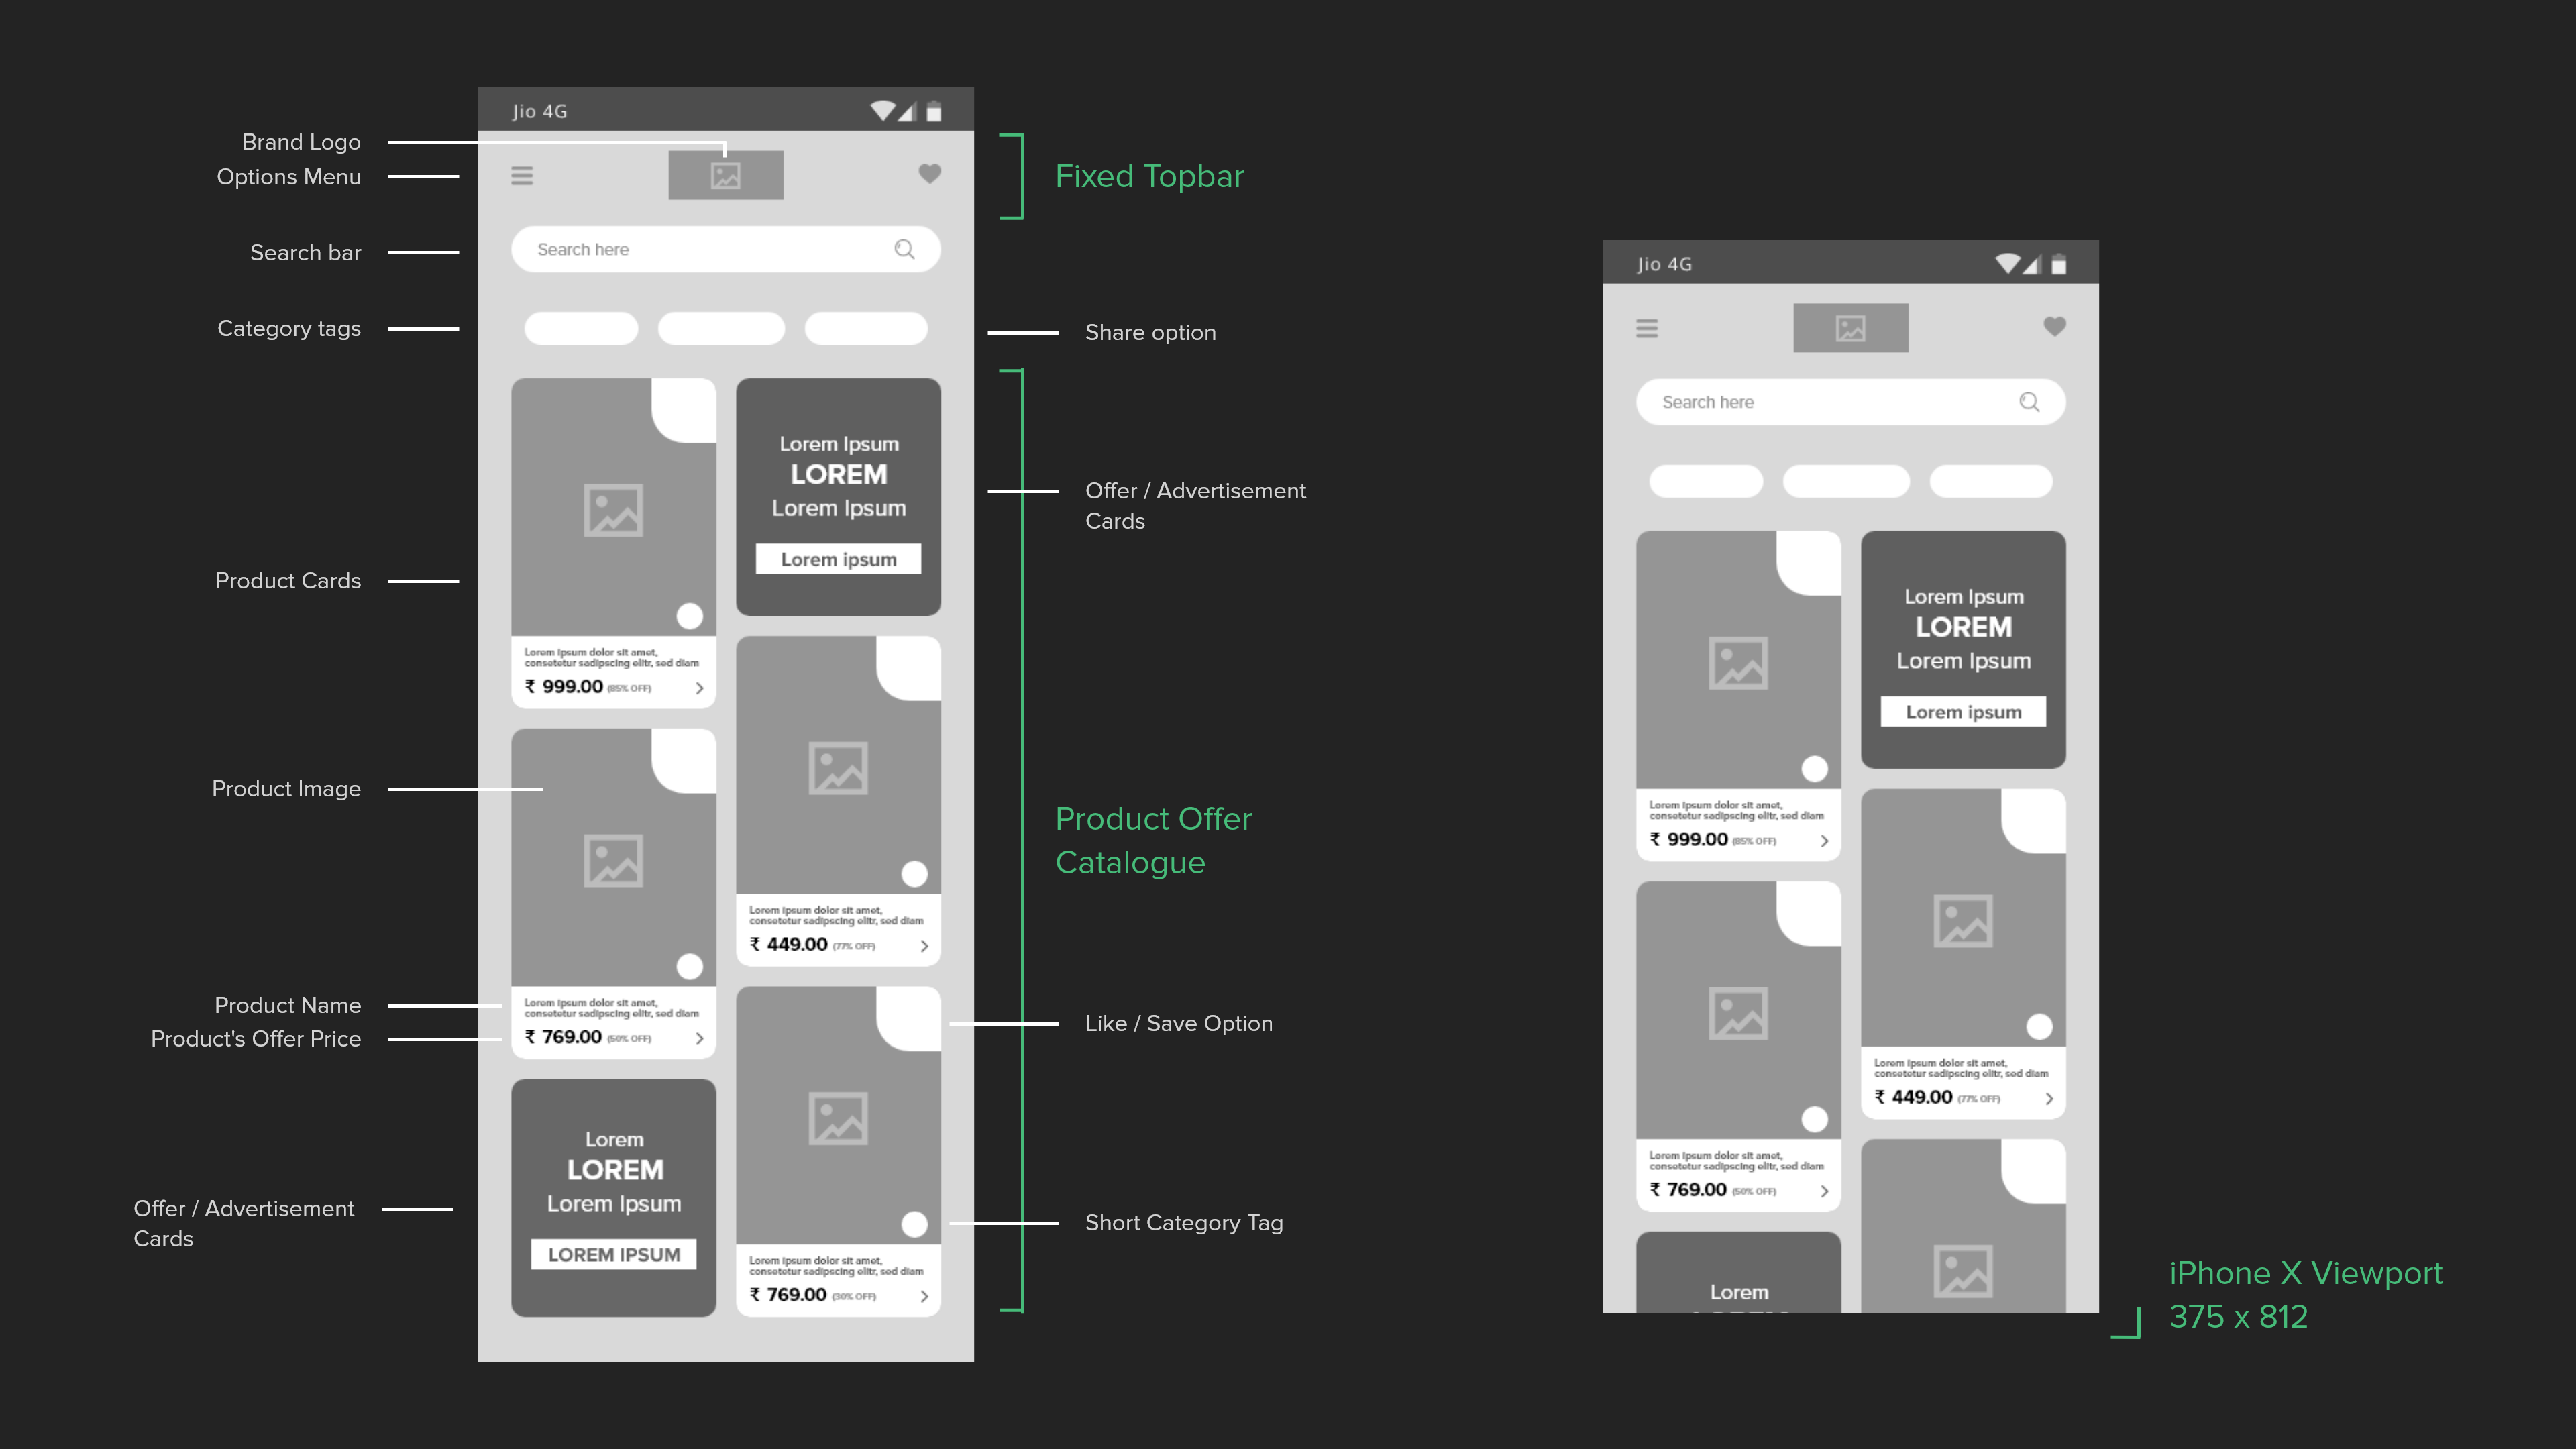 Brand Logo
Options Menu
Search bar
Category tags
Product Cards
Product Image
Product Name
Product's Offer Price
Offer / Advertisement
Cards
Jio 4G
Search here
Lorem Ipsum dolor sit amet,
consetetur sadipscing elitr, sed diam
₹ 999.00 (85% OFF)
Lorem Ipsum dolor sit amet,
consetetur sadipscing elitr, sed diam
₹ 769.00 (50% OFF)
Lorem
LOREM
Lorem Ipsum
LOREM IPSUM
Lorem Ipsum
LOREM
Lorem Ipsum
Lorem ipsum
Lorem Ipsum dolor sit amet,
consetetur sadipscing elitr, sed diam
₹ 449.00 (77% OFF)
Lorem Ipsum dolor sit amet,
consetetur sadipscing elitr, sed diam
₹ 769.00 (30% OFF)
Fixed Topbar
Share option
Offer / Advertisement
Cards
Product Offer
Catalogue
Like / Save Option
Short Category Tag
Jio 4G
Search here
Lorem Ipsum dolor sit amet,
consetetur sadipscing elitr, sed diam
₹ 999.00 (85% OFF)
Lorem Ipsum dolor sit amet,
consetetur sadipscing elitr, sed diam
₹ 769.00 (50% OFF)
Lorem
Lorem Ipsum
LOREM
Lorem Ipsum
Lorem ipsum
Lorem Ipsum dolor sit amet,
consetetur sadipscing elitr, sed diam
₹ 449.00 (77% OFF)
iPhone X Viewport
375 x 812